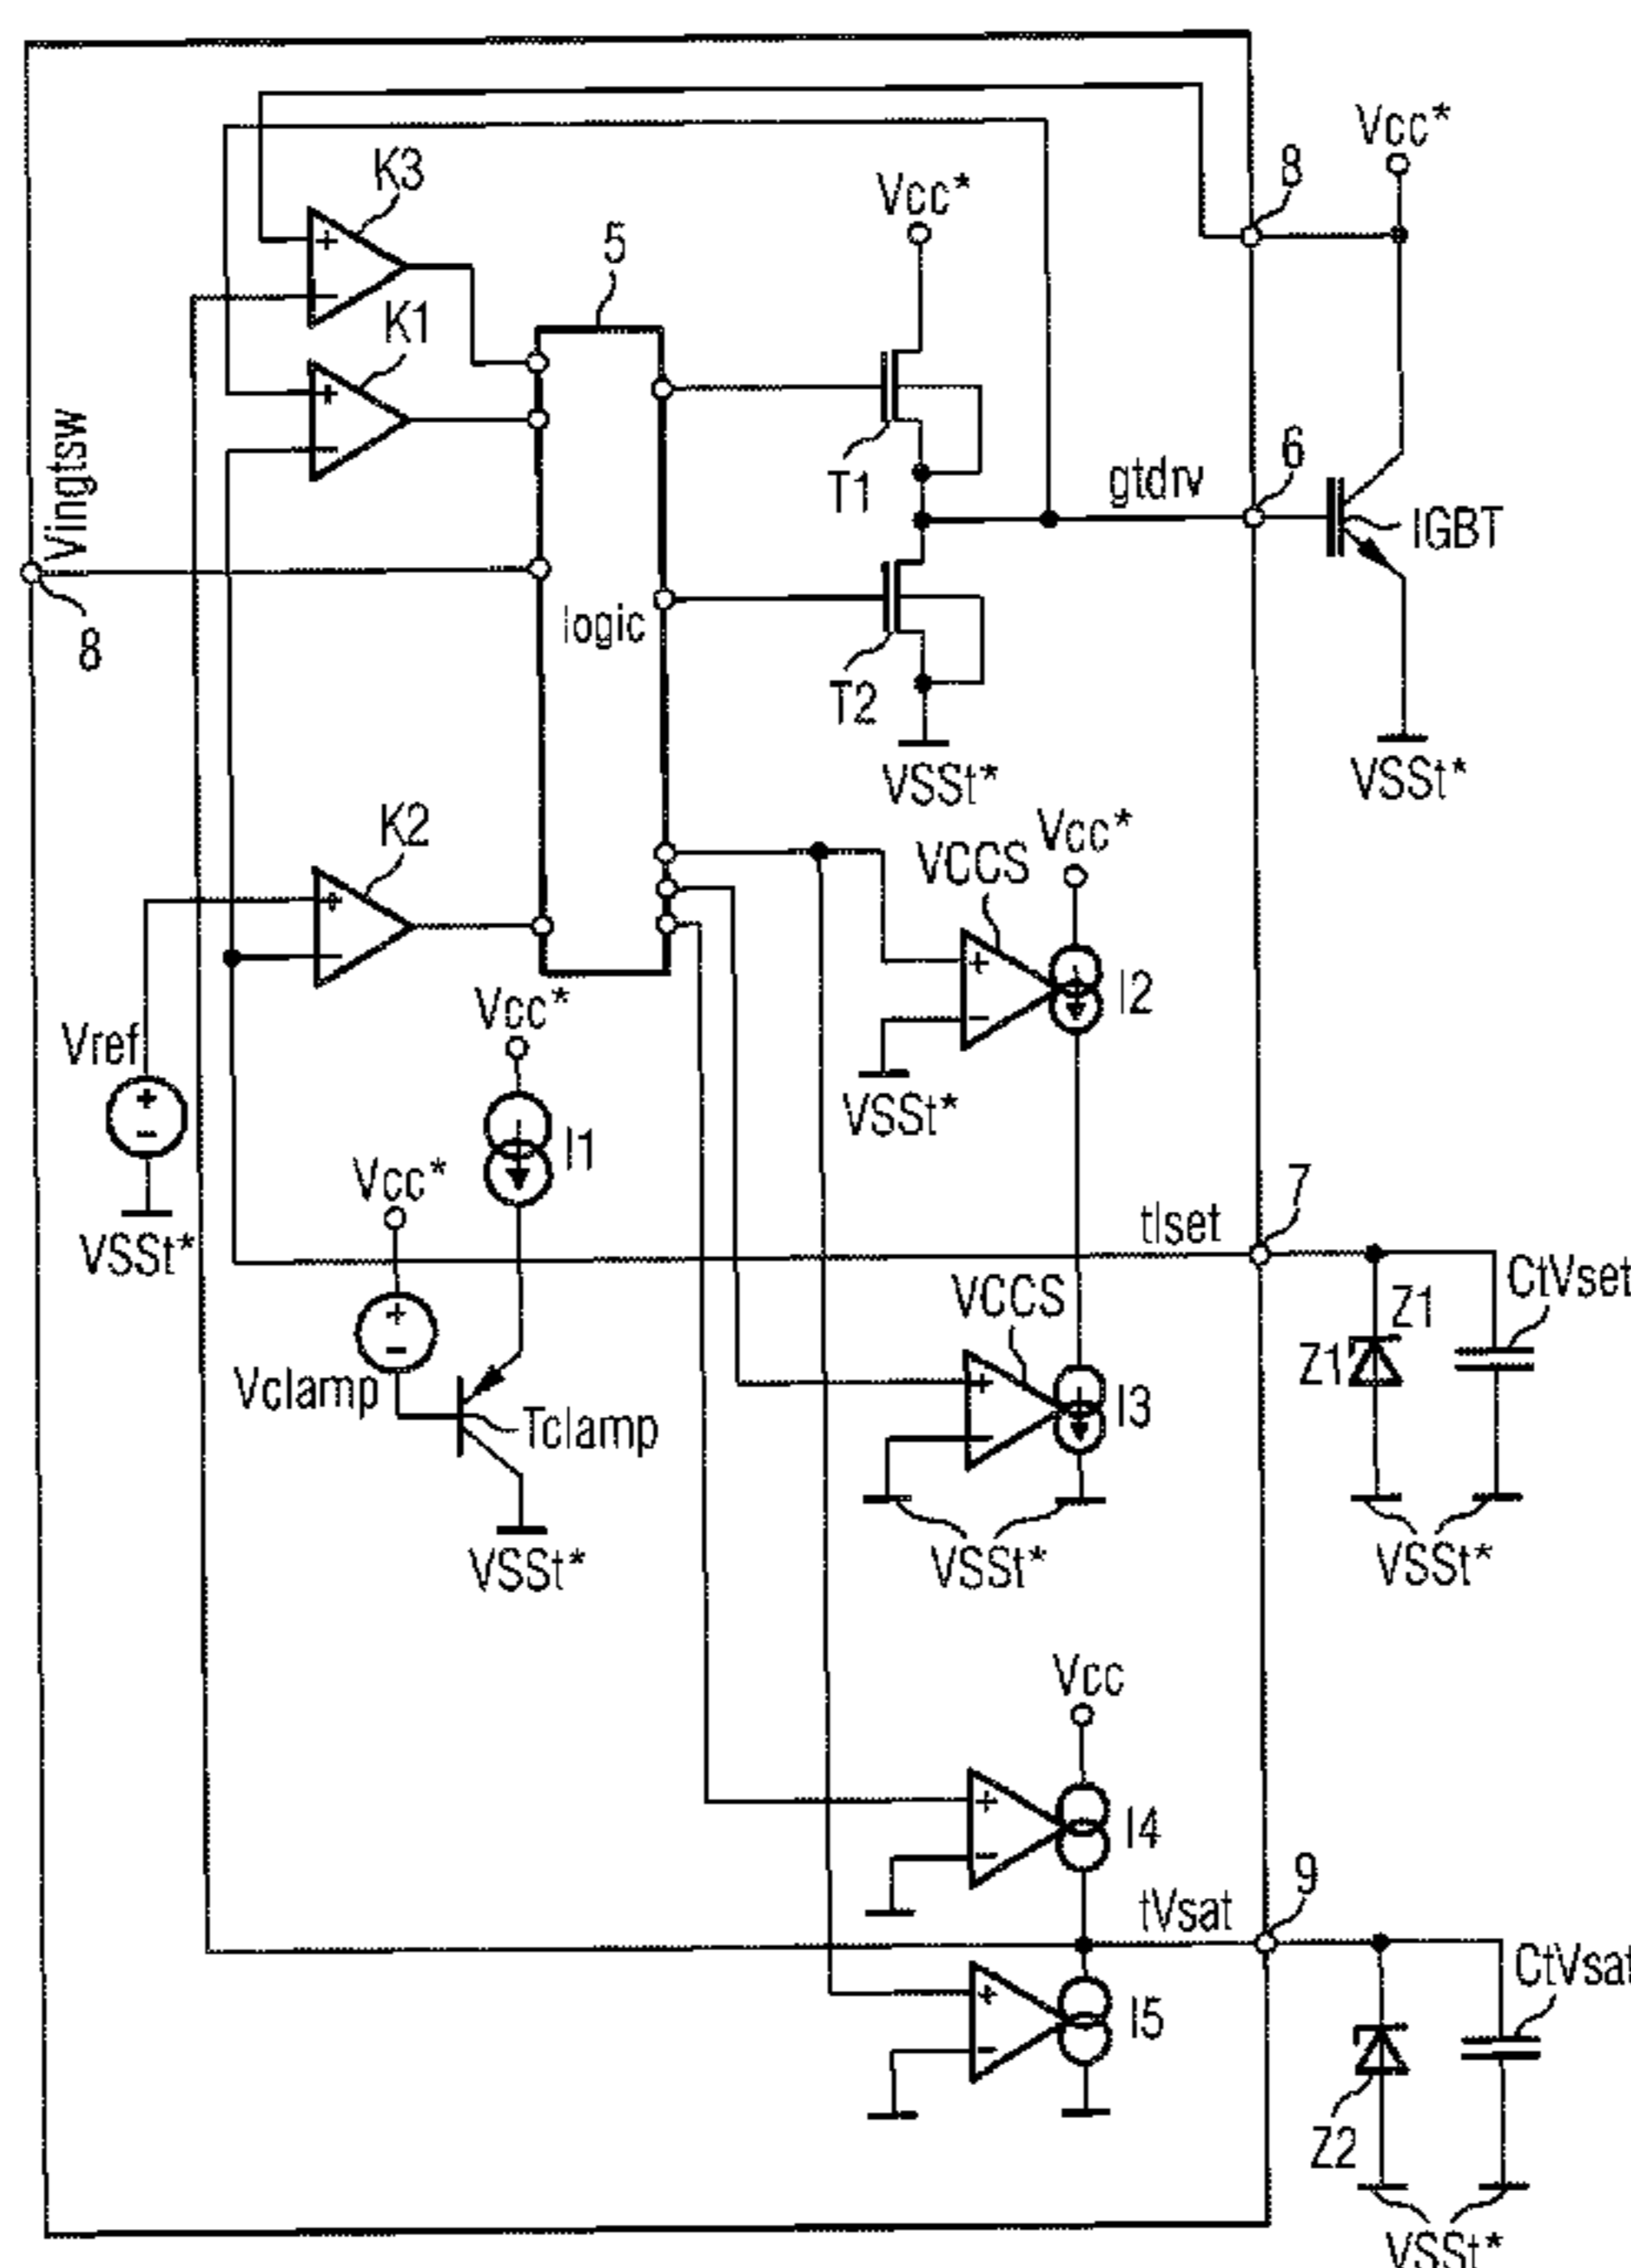 Vcc*
K3
Vcc*
8
5
K1
6
Vingtsw
gtdrv
T1
IGBT
8
logic
T2
VSSt*
VSSt*
K2
Vcc*
VCCS
I2
Vcc*
Vref
VSSt*
I1
Vcc*
7
tlset
VSSt*
CtVset
VCCS
Z1
Z1
Vclamp
I3
Tclamp
VSSt*
VSSt*
VSSt*
Vcc
I4
9
tVsat
CtVsat
I5
Z2
VSSt*
+
-
+
-
+
-
+
-
+
-
+
-
+
-
+
-
+
-